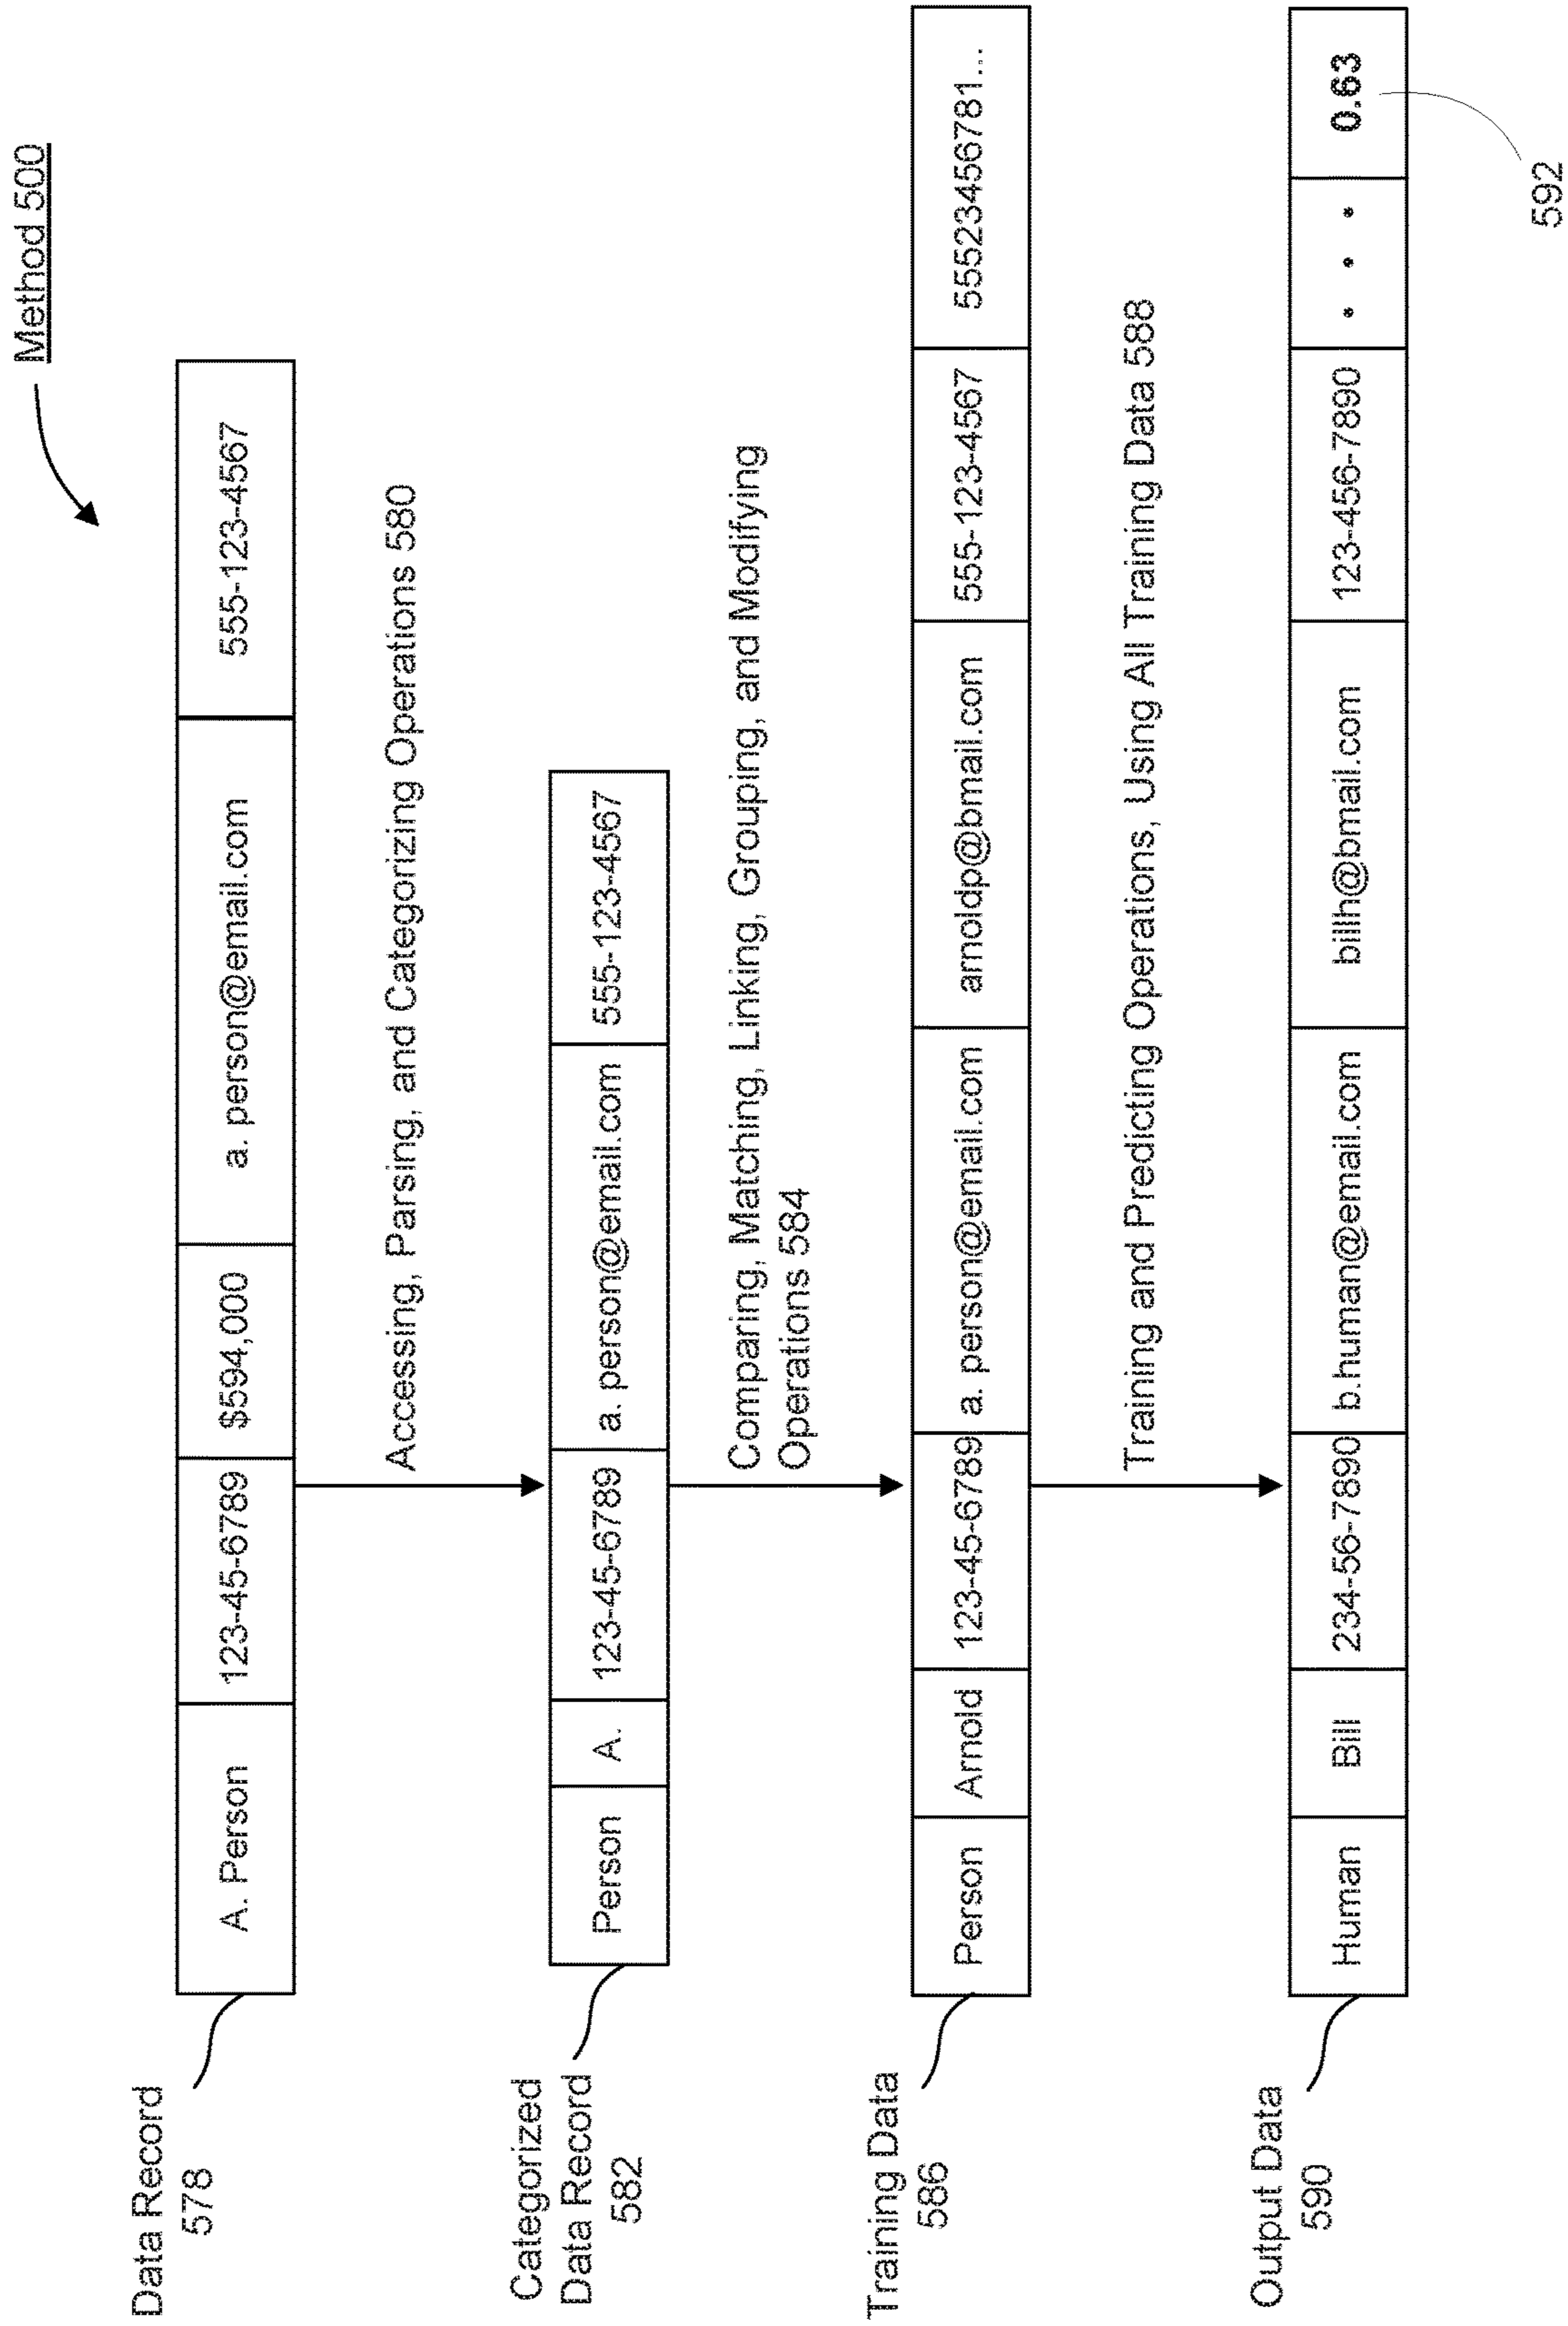 Method 500
Data Record
578
A. Person
123-45-6789
$594,000
a. person@email.com
555-123-4567
Accessing, Parsing, and Categorizing Operations 580
Categorized
Data Record
582
Person
A.
123-45-6789
a. person@email.com
555-123-4567
Comparing, Matching, Linking, Grouping, and Modifying
Operations 584
Training Data
586
Person
Arnold
123-45-6789
a. person@email.com
arnoldp@bmail.com
555-123-4567
55523456781...
Training and Predicting Operations, Using All Training Data 588
Output Data
590
Human
Bill
234-56-7890
b.human@email.com
billh@bmail.com
123-456-7890
• • •
0.63
592